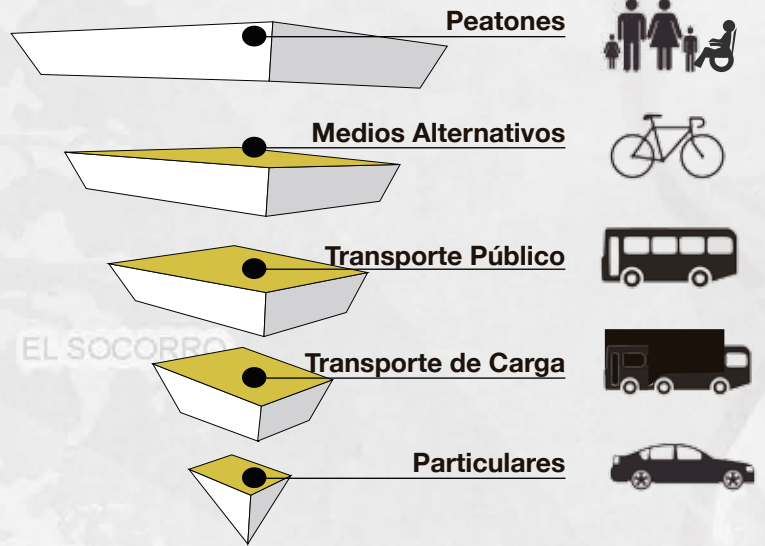 Peatones
Medios Alternativos
Transporte Público
EL SOCORRO
Transporte de Carga
Particulares